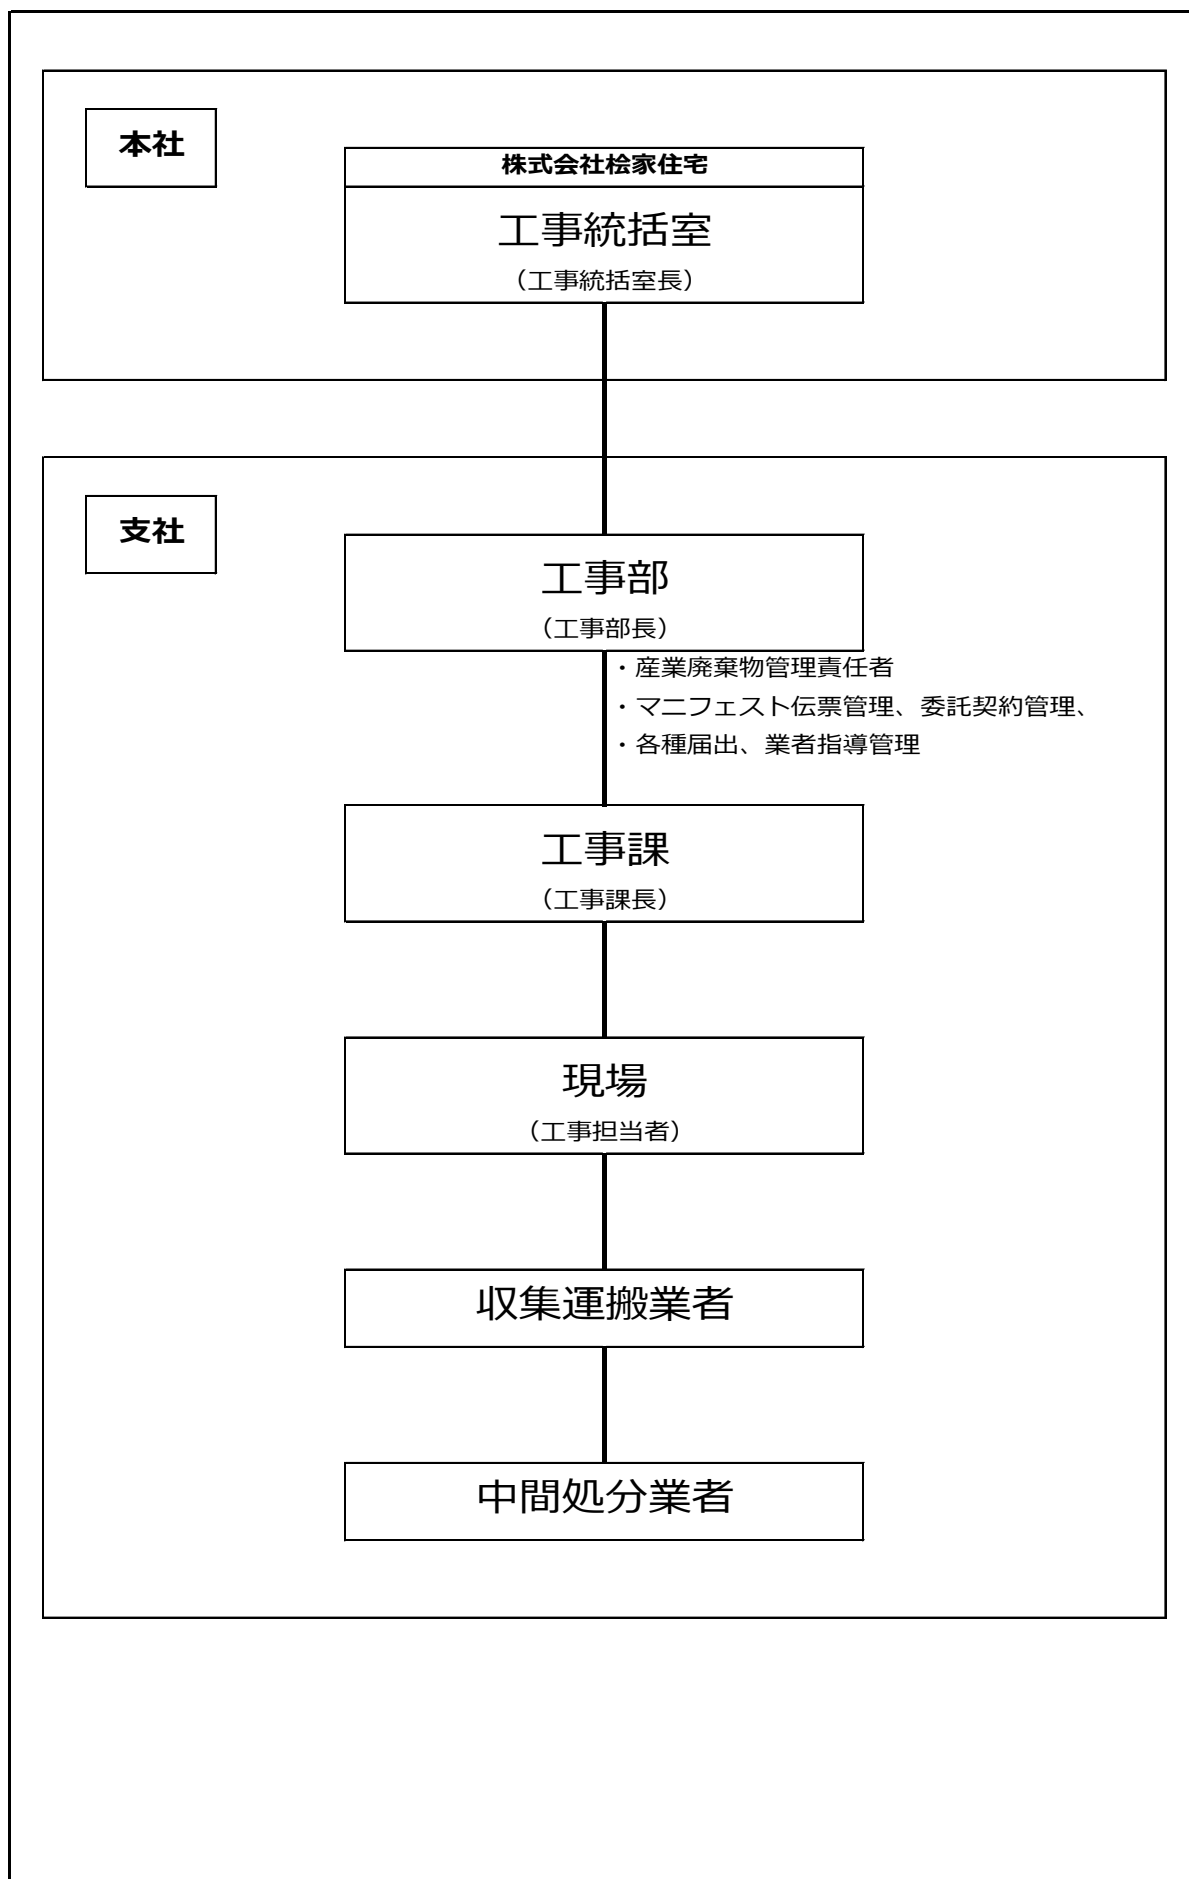 本社
株式会社桧家住宅
工事統括室
（工事統括室長）
支社
工事部
（工事部長）
・産業廃棄物管理責任者
・マニフェスト伝票管理、委託契約管理、
・各種届出、業者指導管理
工事課
（工事課長）
現場
（工事担当者）
収集運搬業者
中間処分業者